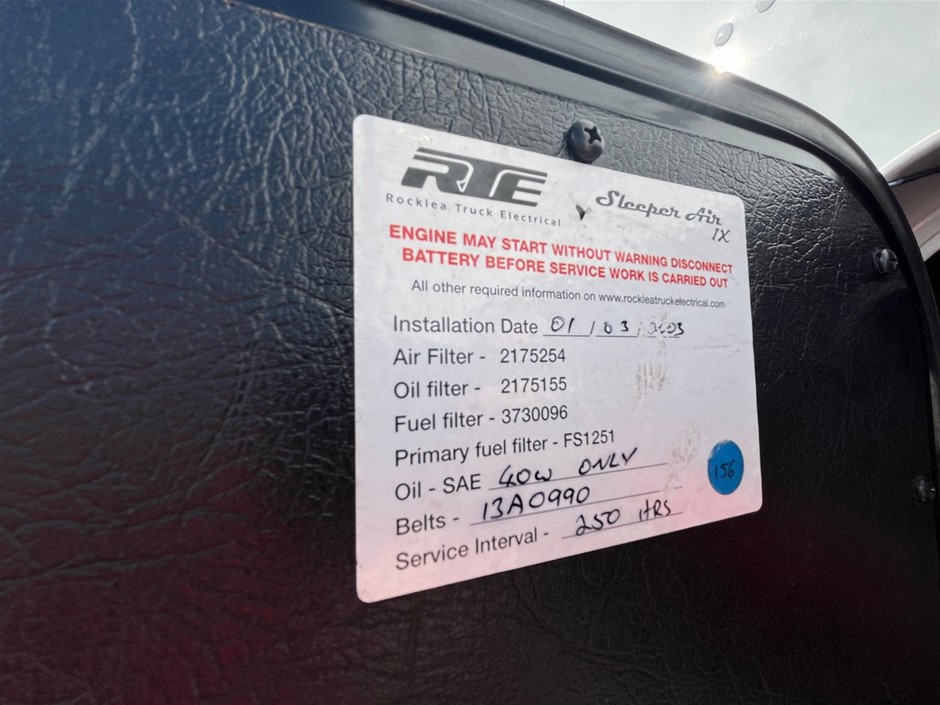 RTE
Rocklea Truck Electrical
Sleeper Air
IX
ENGINE MAY START WITHOUT WARNING DISCONNECT
BATTERY BEFORE SERVICE WORK IS CARRIED OUT
All other required information on www.rockleatruckelectrical.com
Installation Date 01 / 03 /
Air Filter - 2175254
Oil filter - 2175155
Fuel filter - 3730096
Primary fuel filter - FS1251
Oil - SAE 40W ONLY
156
Belts - 13A0990
Service Interval - 250 HRS